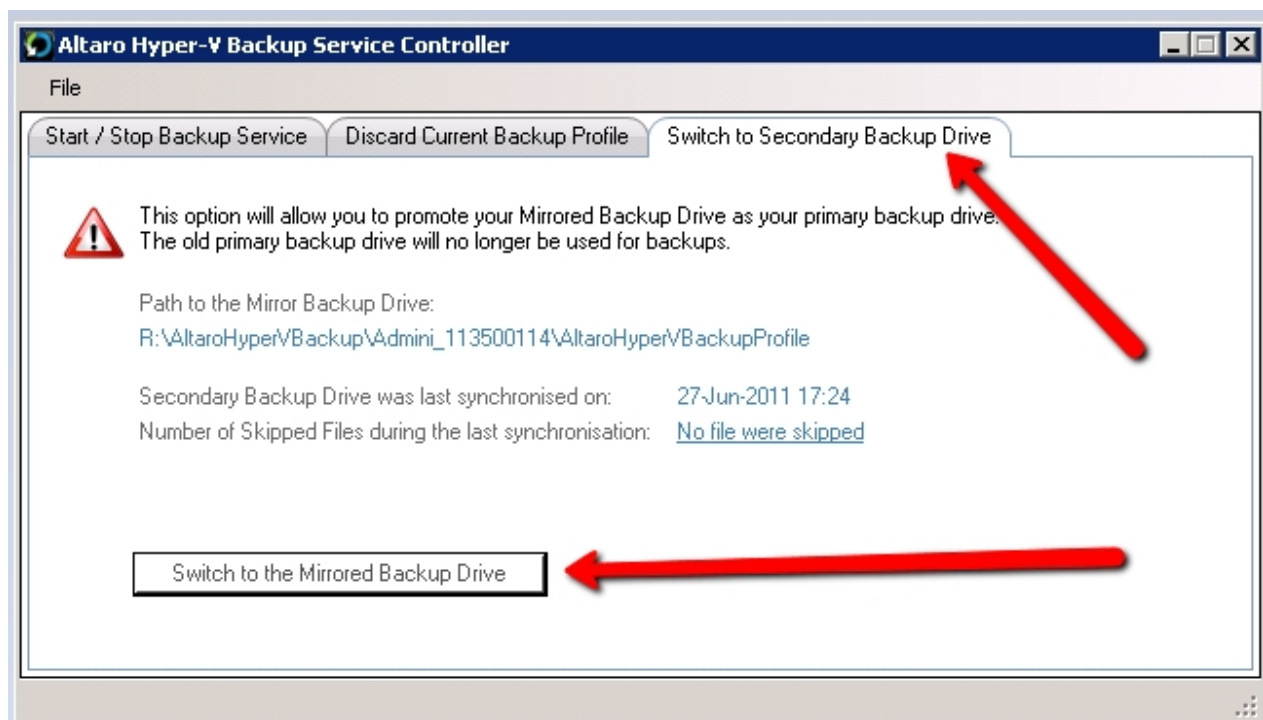 Altaro Hyper-V Backup Service Controller
File
Start / Stop Backup Service
Discard Current Backup Profile
Switch to Secondary Backup Drive
This option will allow you to promote your Mirrored Backup Drive as your primary backup drive.
The old primary backup drive will no longer be used for backups.
Path to the Mirror Backup Drive:
R:\AltaroHyperVBackup\Admini_113500114\AltaroHyperVBackupProfile
Secondary Backup Drive was last synchronised on: 27-Jun-2011 17:24
Number of Skipped Files during the last synchronisation: No file were skipped
Switch to the Mirrored Backup Drive